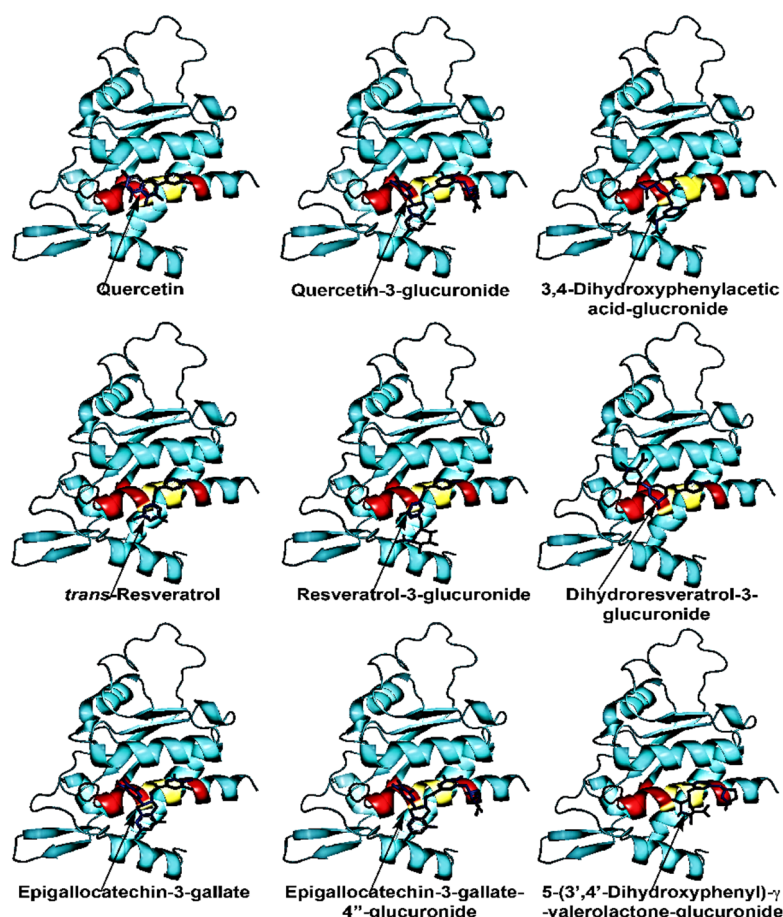 Quercetin
Quercetin-3-glucuronide
3,4-Dihydroxyphenylacetic
acid-glucronide
trans-Resveratrol
Resveratrol-3-glucuronide
Dihydroresveratrol-3-
glucuronide
Epigallocatechin-3-gallate
Epigallocatechin-3-gallate-
4”-glucuronide
5-(3’,4’-Dihydroxyphenyl)-γ
-valerolactone-glucuronide